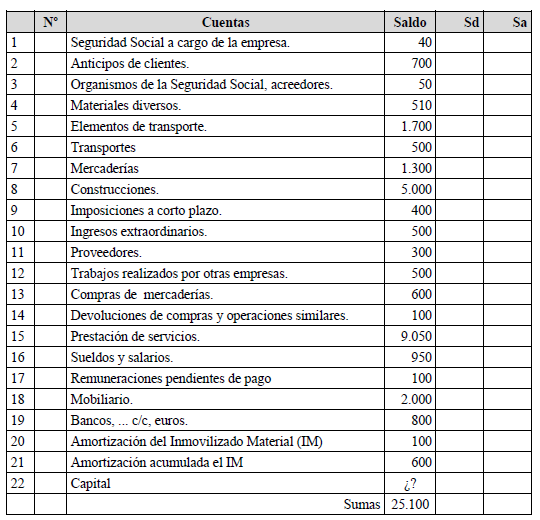 Nº Cuentas Saldo Sd Sa
1 Seguridad Social a cargo de la empresa. 40
2 Anticipos de clientes. 700
3 Organismos de la Seguridad Social, acreedores. 50
4 Materiales diversos. 510
5 Elementos de transporte. 1.700
6 Transportes 500
7 Mercaderías 1.300
8 Construcciones. 5.000
9 Imposiciones a corto plazo. 400
10 Ingresos extraordinarios. 500
11 Proveedores. 300
12 Trabajos realizados por otras empresas. 500
13 Compras de mercaderías. 600
14 Devoluciones de compras y operaciones similares. 100
15 Prestación de servicios. 9.050
16 Sueldos y salarios. 950
17 Remuneraciones pendientes de pago 100
18 Mobiliario. 2.000
19 Bancos, ... c/c, euros. 800
20 Amortización del Inmovilizado Material (IM) 100
21 Amortización acumulada el IM 600
22 Capital ¿?
Sumas 25.100